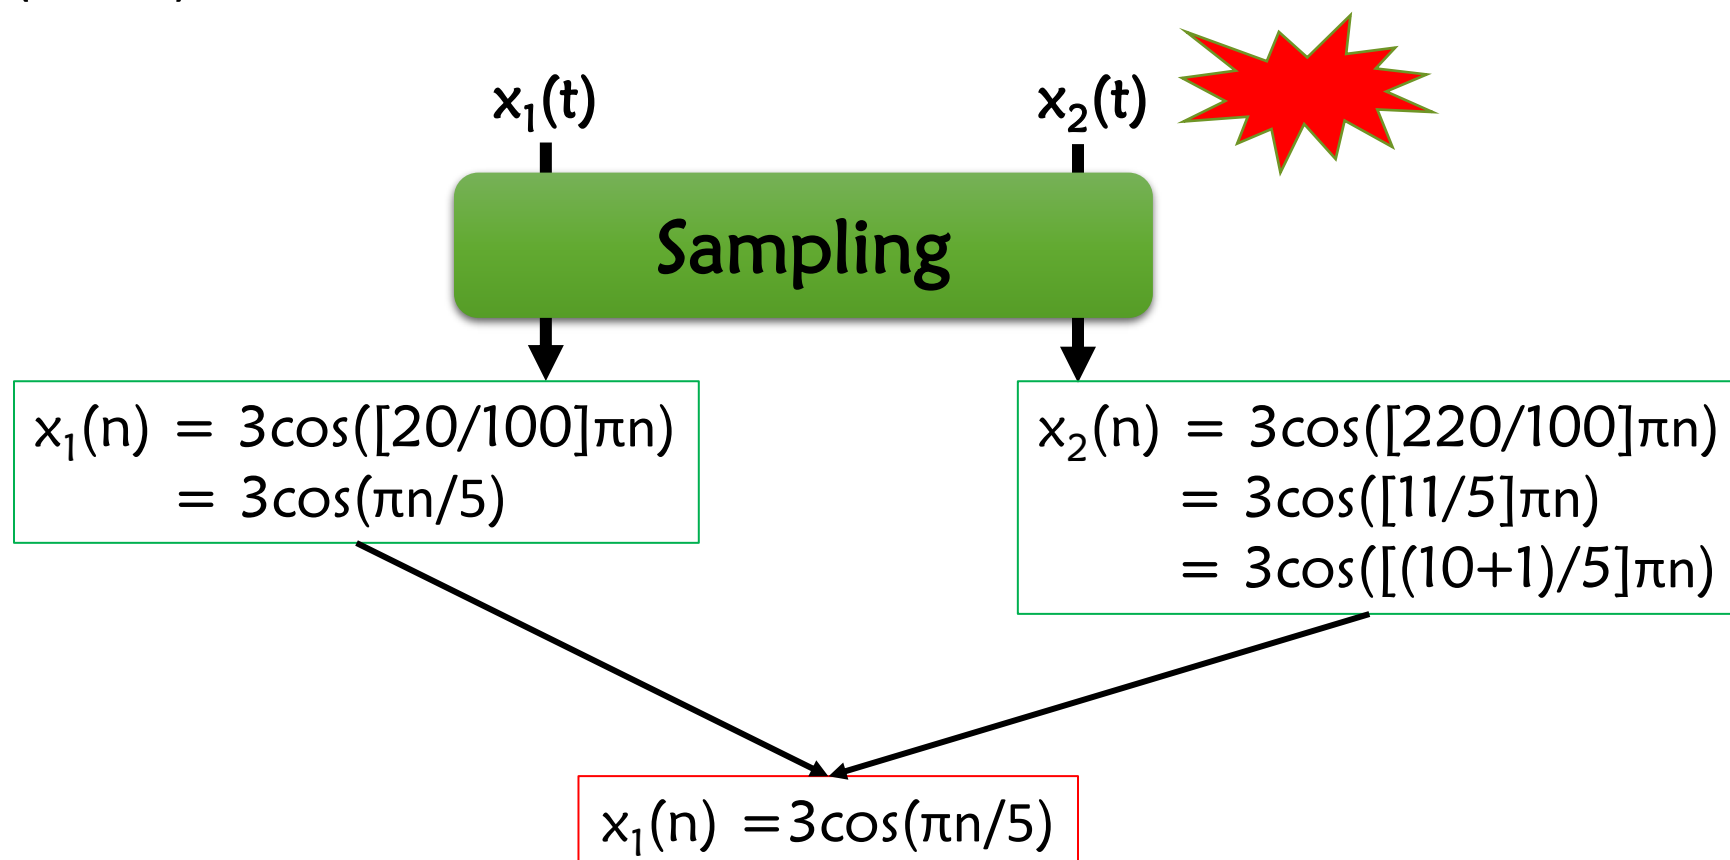 x₁(t)
x₂(t)
Sampling
x₁(n) = 3cos([20/100]πn)
= 3cos(πn/5)
x₂(n) = 3cos([220/100]πn)
= 3cos([11/5]πn)
= 3cos([(10+1)/5]πn)
x₁(n) =3cos(πn/5)